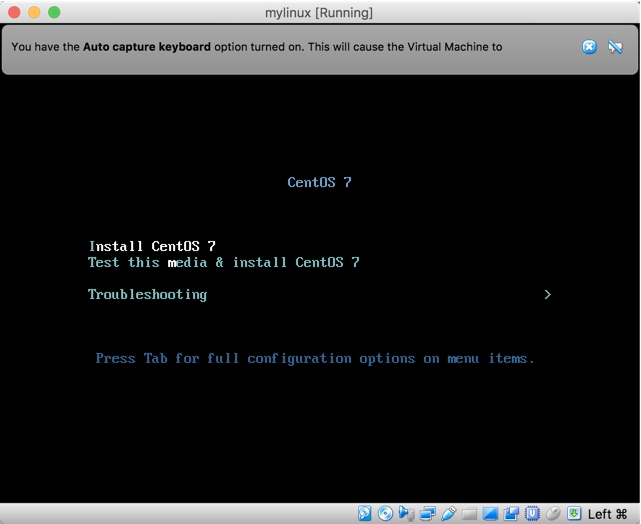 mylinux [Running]
You have the Auto capture keyboard option turned on. This will cause the Virtual Machine to
CentOS 7
Install CentOS 7
Test this media & install CentOS 7
Troubleshooting >
Press Tab for full configuration options on menu items.
Left ⌘